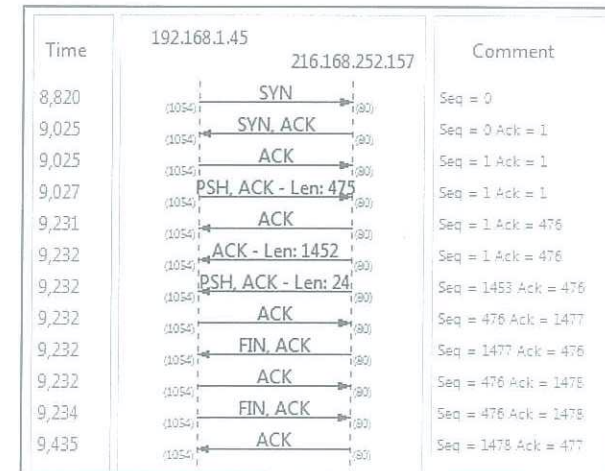 Time 192.168.1.45 216.168.252.157 Comment
8,820 (1054) SYN (80) Seq = 0
9,025 (1054) SYN, ACK (80) Seq = 0 Ack = 1
9,025 (1054) ACK (80) Seq = 1 Ack = 1
9,027 (1054) PSH, ACK - Len: 475 (80) Seq = 1 Ack = 1
9,231 (1054) ACK (80) Seq = 1 Ack = 476
9,232 (1054) ACK - Len: 1452 (80) Seq = 1 Ack = 476
9,232 (1054) PSH, ACK - Len: 24 (80) Seq = 1453 Ack = 476
9,232 (1054) ACK (80) Seq = 476 Ack = 1477
9,232 (1054) FIN, ACK (80) Seq = 1477 Ack = 476
9,232 (1054) ACK (80) Seq = 476 Ack = 1478
9,234 (1054) FIN, ACK (80) Seq = 476 Ack = 1478
9,435 (1054) ACK (80) Seq = 1478 Ack = 477